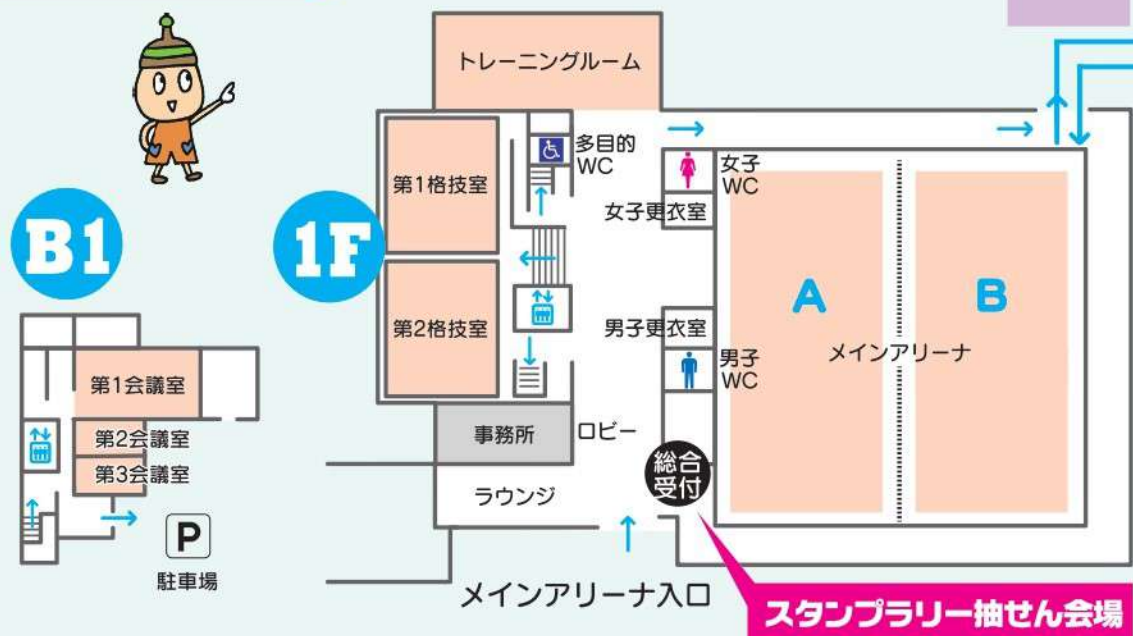 トレーニングルーム
多目的
WC
第1格技室
女子
WC
女子更衣室
B1
1F
A
B
第2格技室
男子更衣室
メインアリーナ
男子
WC
第1会議室
第2会議室
第3会議室
事務所
ロビー
総合
受付
ラウンジ
P
駐車場
メインアリーナ入口
スタンプラリー抽せん会場